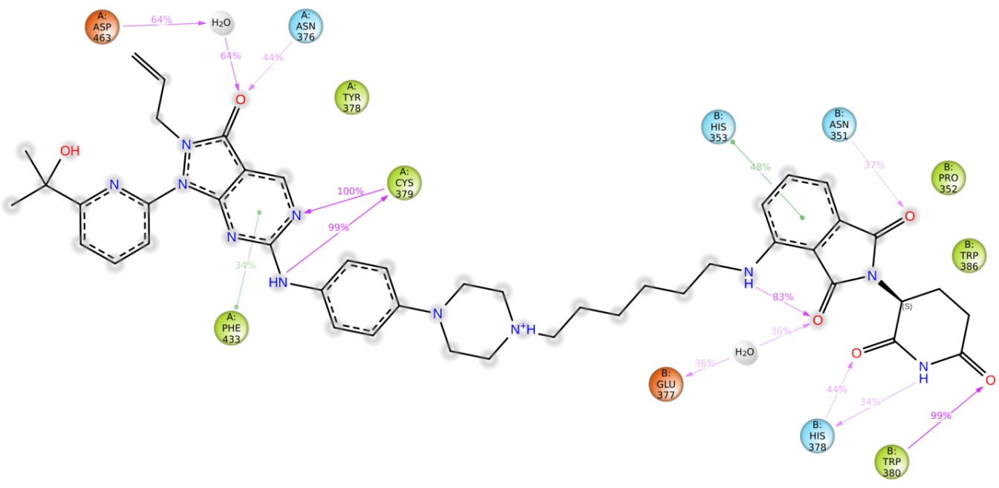 A:
ASP
463
64%
H₂O
A:
ASN
376
64%
44%
O
A:
TYR
378
OH
N
N
N
B:
HIS
353
B:
ASN
351
48%
37%
B:
PRO
352
A:
CYS
379
100%
99%
N
N
O
34%
HN
N
N⁺H
N
H
83%
O
N
(S)
B:
TRP
386
A:
PHE
433
36%
H₂O
36%
B:
GLU
377
O
N
H
O
44%
34%
99%
B:
HIS
378
B:
TRP
380